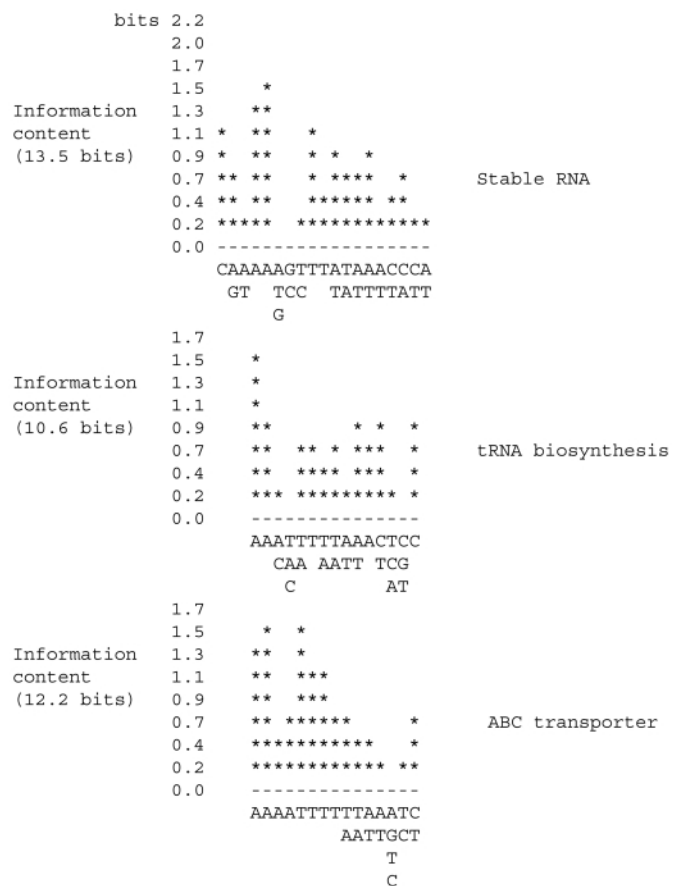 bits 2.2
2.0
1.7
1.5 *
Information 1.3 **
content 1.1 * ** *
(13.5 bits) 0.9 * ** * * *
0.7 ** ** * **** * Stable RNA
0.4 ** ** ****** **
0.2 ***** ************
0.0 -------------------
CAAAAAGTTTATAAACCCA
GT TCC TATTTTATT
G
1.7
1.5 *
Information 1.3 *
content 1.1 *
(10.6 bits) 0.9 ** * * *
0.7 ** ** * *** * tRNA biosynthesis
0.4 ** **** *** *
0.2 *** ********* *
0.0 ---------------
AAATTTTTAAACTCC
CAA AATT TCG
C AT
1.7
1.5 * *
Information 1.3 ** *
content 1.1 ** ***
(12.2 bits) 0.9 ** ***
0.7 ** ****** * ABC transporter
0.4 *********** *
0.2 ************ **
0.0 ---------------
AAAATTTTTTAAATC
AATTGCT
T
C